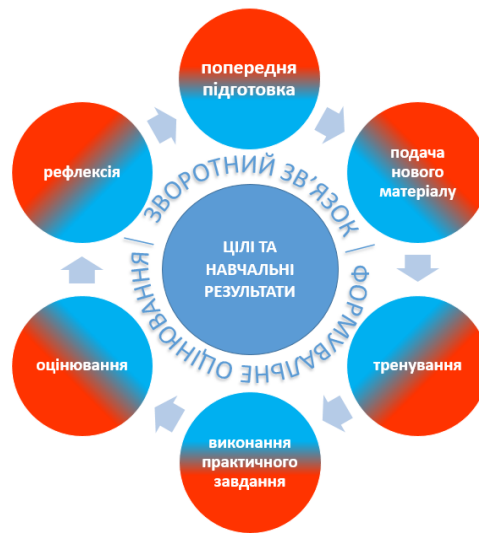 попередня
підготовка
подача
нового
матеріалу
тренування
виконання
практичного
завдання
оцінювання
рефлексія
ЗВОРОТНИЙ ЗВ'ЯЗОК | ФОРМУВАЛЬНЕ ОЦІНЮВАННЯ |
ЦІЛІ ТА
НАВЧАЛЬНІ
РЕЗУЛЬТАТИ